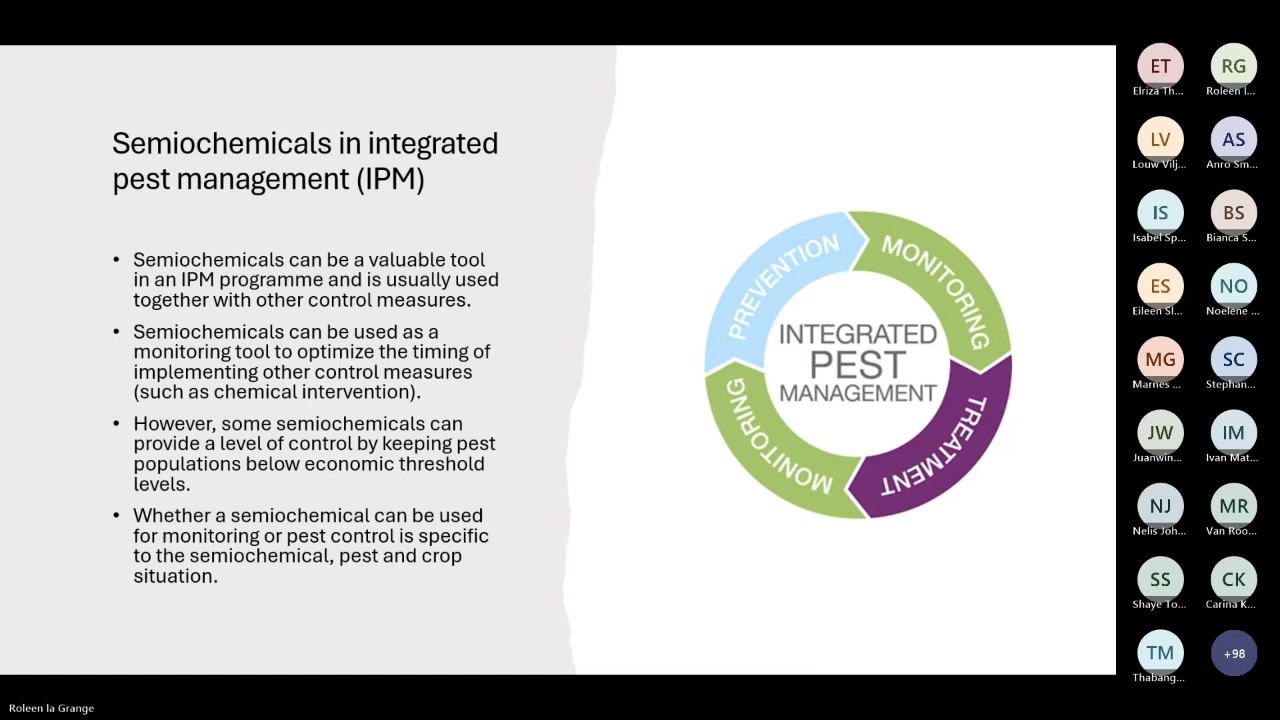 Semiochemicals in integrated
pest management (IPM)
• Semiochemicals can be a valuable tool
in an IPM programme and is usually used
together with other control measures.
• Semiochemicals can be used as a
monitoring tool to optimize the timing of
implementing other control measures
(such as chemical intervention).
• However, some semiochemicals can
provide a level of control by keeping pest
populations below economic threshold
levels.
• Whether a semiochemical can be used
for monitoring or pest control is specific
to the semiochemical, pest and crop
situation.
PREVENTION
MONITORING
TREATMENT
MONITORING
INTEGRATED
PEST
MANAGEMENT
ET
Elriza Th...
RG
Roleen l...
LV
Louw Vilj...
AS
Anro Sm...
IS
Isabel Sp...
BS
Bianca S...
ES
Eileen Sl...
NO
Noelene ...
MG
Marnes ...
SC
Stephan...
JW
Juanwin...
IM
Ivan Mat...
NJ
Nelis Joh...
MR
Van Roo...
SS
Shaye To...
CK
Carina K...
TM
Thabang...
+98
Roleen la Grange